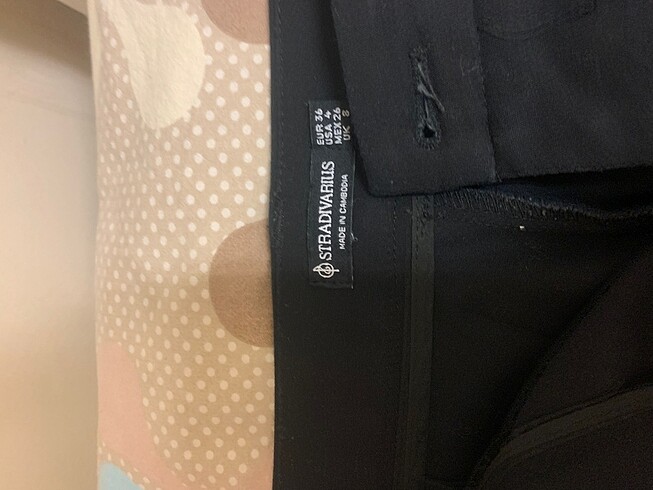 EUR 36
USA 4
MEX 26
UK 8
STRADIVARIUS
MADE IN CAMBODIA